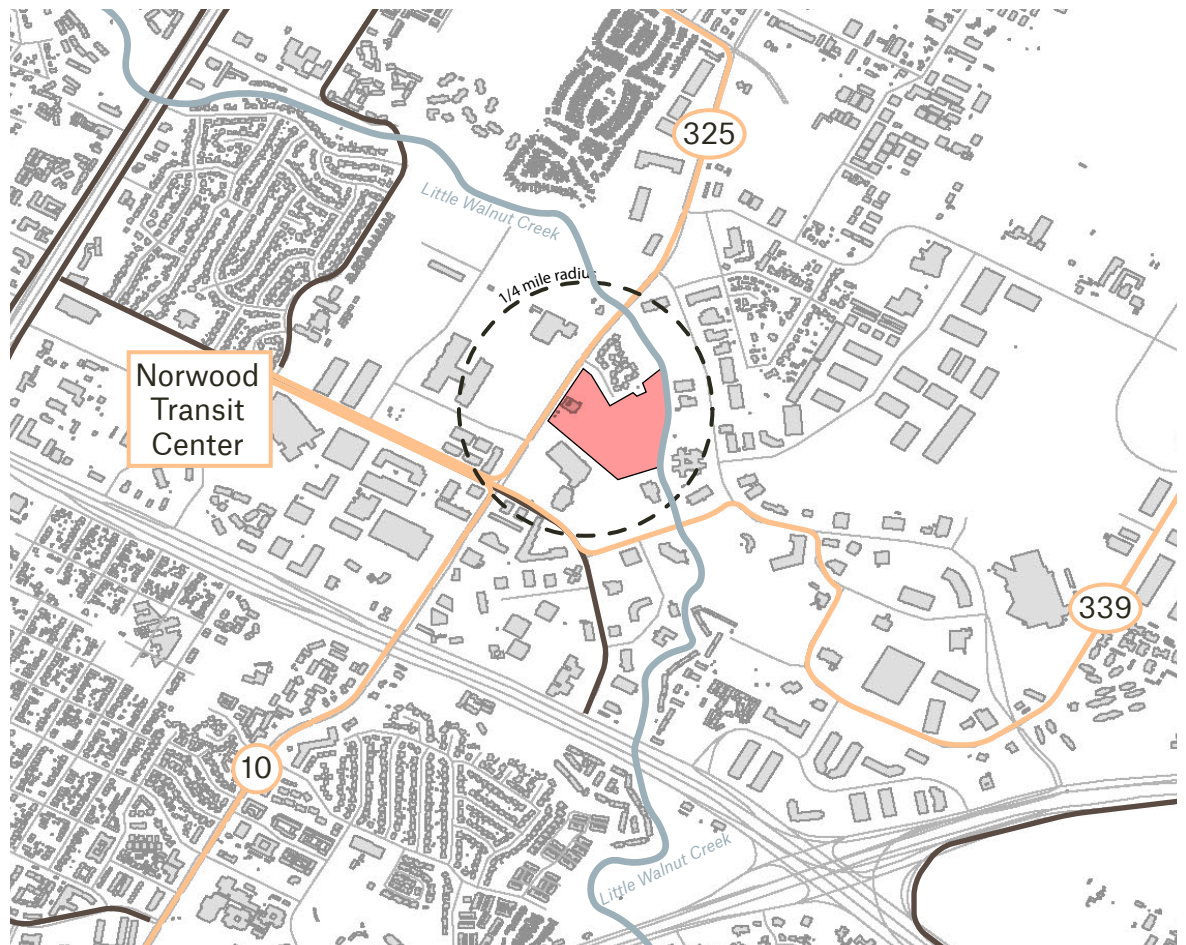 325
Little Walnut Creek
1/4 mile radius
Norwood
Transit
Center
339
10
Little Walnut Creek